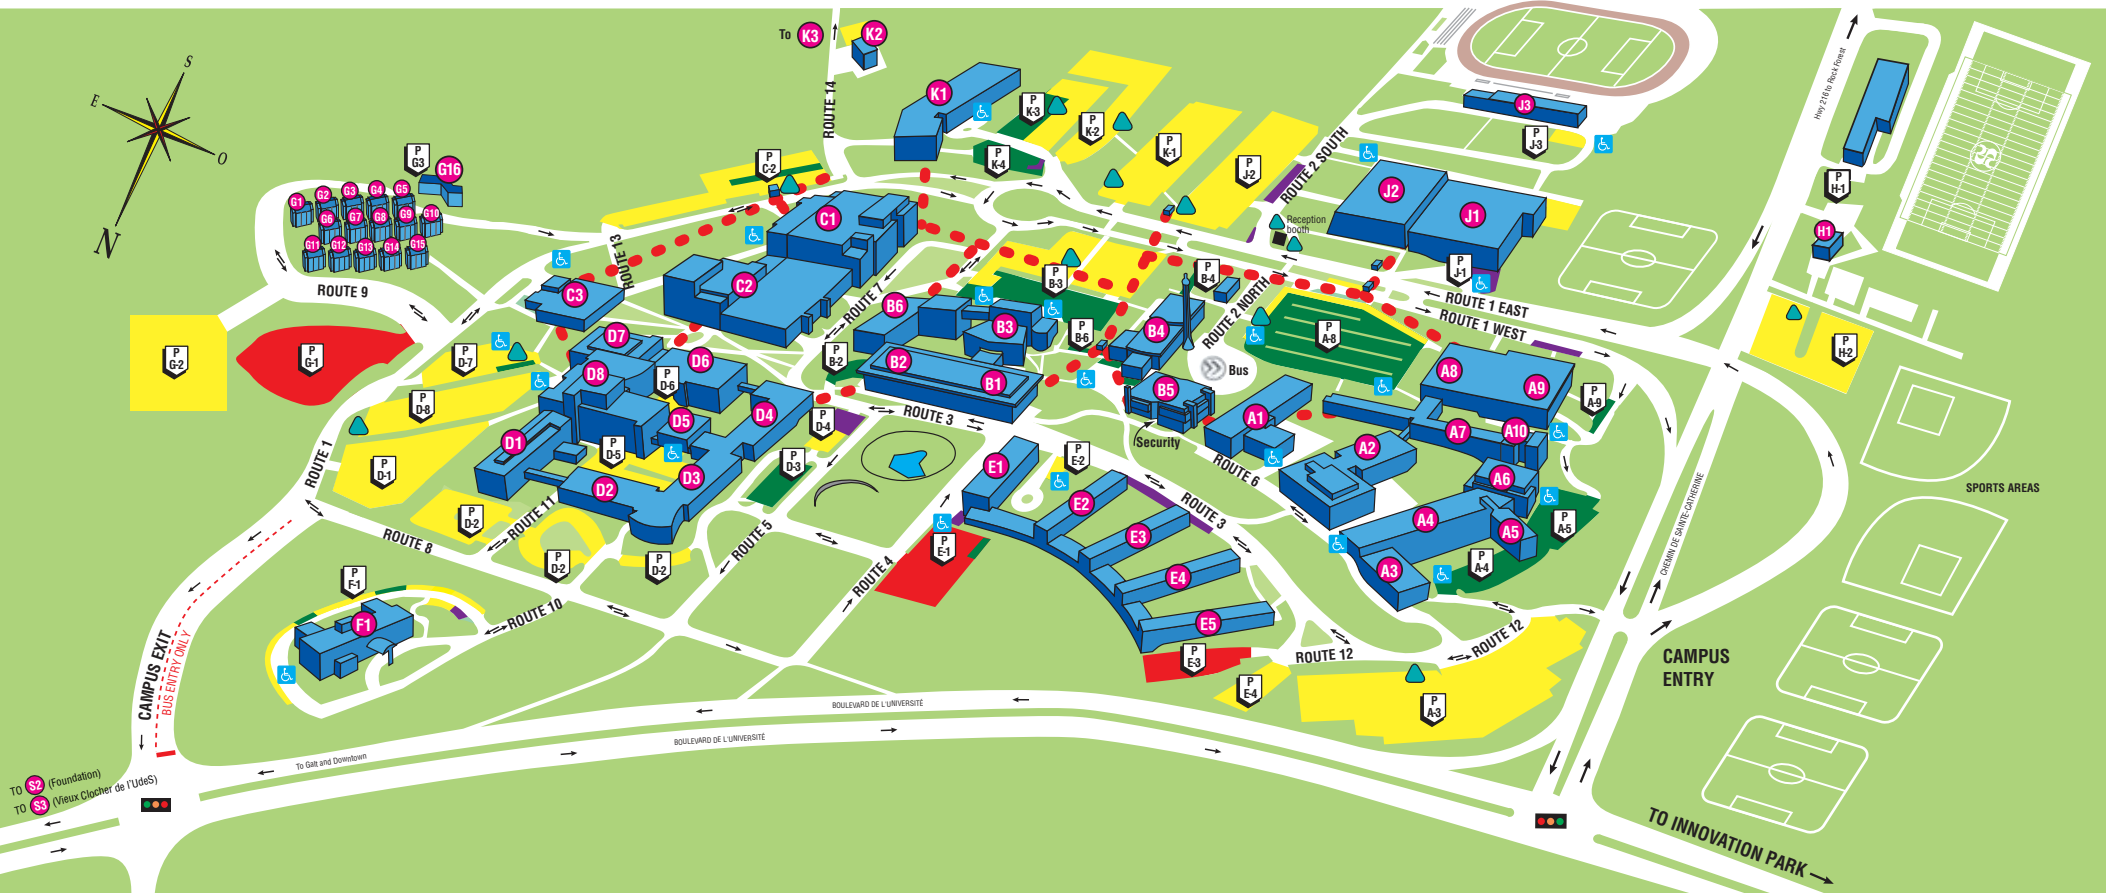 S
E
O
N
To K3
K2
ROUTE 14
K1
P K-3
P K-2
P K-1
P K-4
P J-2
ROUTE 2 SOUTH
J3
P J-3
Hwy 216 to Rock Forest
P H-1
H1
P H-2
P G3
G16
G1
G2
G3
G4
G5
G6
G7
G8
G9
G10
G11
G12
G13
G14
G15
P C-2
C1
C2
C3
ROUTE 13
ROUTE 9
P G-2
P G-1
Reception
booth
J2
J1
P J-1
ROUTE 1 EAST
ROUTE 1 WEST
P B-3
P B-4
ROUTE 2 NORTH
ROUTE 7
B6
B3
B4
P B-6
P B-2
B2
B1
B5
Security
Bus
P A-8
A8
A9
P A-9
A7
A10
A1
A2
A6
A4
A5
A3
P A-5
P A-4
ROUTE 6
D7
D6
D8
P D-6
D5
D4
D1
P D-5
D2
D3
P D-7
P D-8
P D-1
P D-2
P D-2
P D-2
P D-4
P D-3
ROUTE 3
ROUTE 3
ROUTE 1
ROUTE 11
ROUTE 8
ROUTE 5
ROUTE 4
ROUTE 10
E1
P E-2
E2
E3
E4
E5
P E-1
P E-3
P E-4
ROUTE 12
ROUTE 12
P A-3
P F-1
F1
CAMPUS EXIT
BUS ENTRY ONLY
CHEMIN DE SAINTE-CATHERINE
SPORTS AREAS
CAMPUS
ENTRY
BOULEVARD DE L'UNIVERSITÉ
BOULEVARD DE L'UNIVERSITÉ
To Galt and Downtown
TO S2 (Foundation)
TO S3 (Vieux Clocher de l'UdeS)
TO INNOVATION PARK